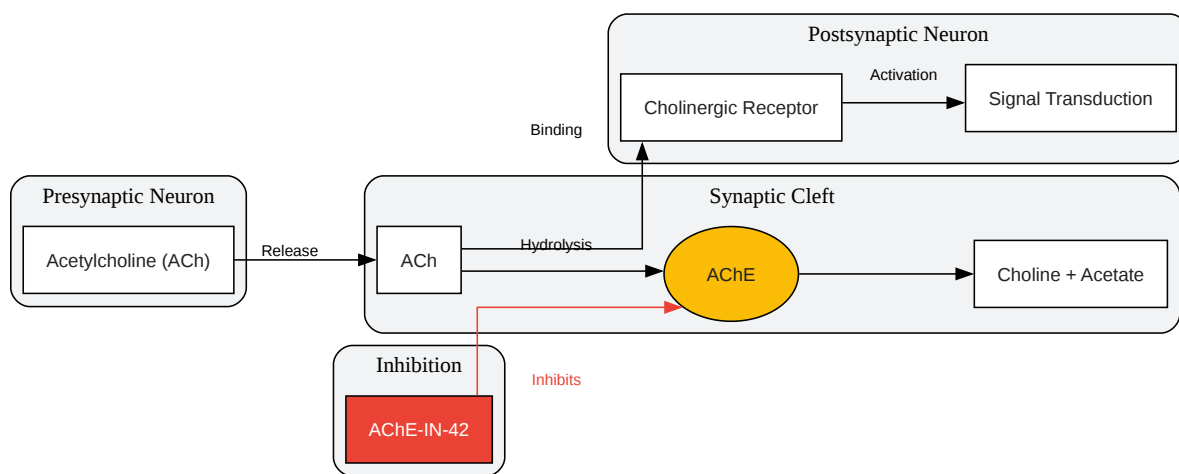 Postsynaptic Neuron
Cholinergic Receptor
Activation
Signal Transduction
Binding
Presynaptic Neuron
Acetylcholine (ACh)
Release
Synaptic Cleft
ACh
Hydrolysis
AChE
Choline + Acetate
Inhibition
AChE-IN-42
Inhibits